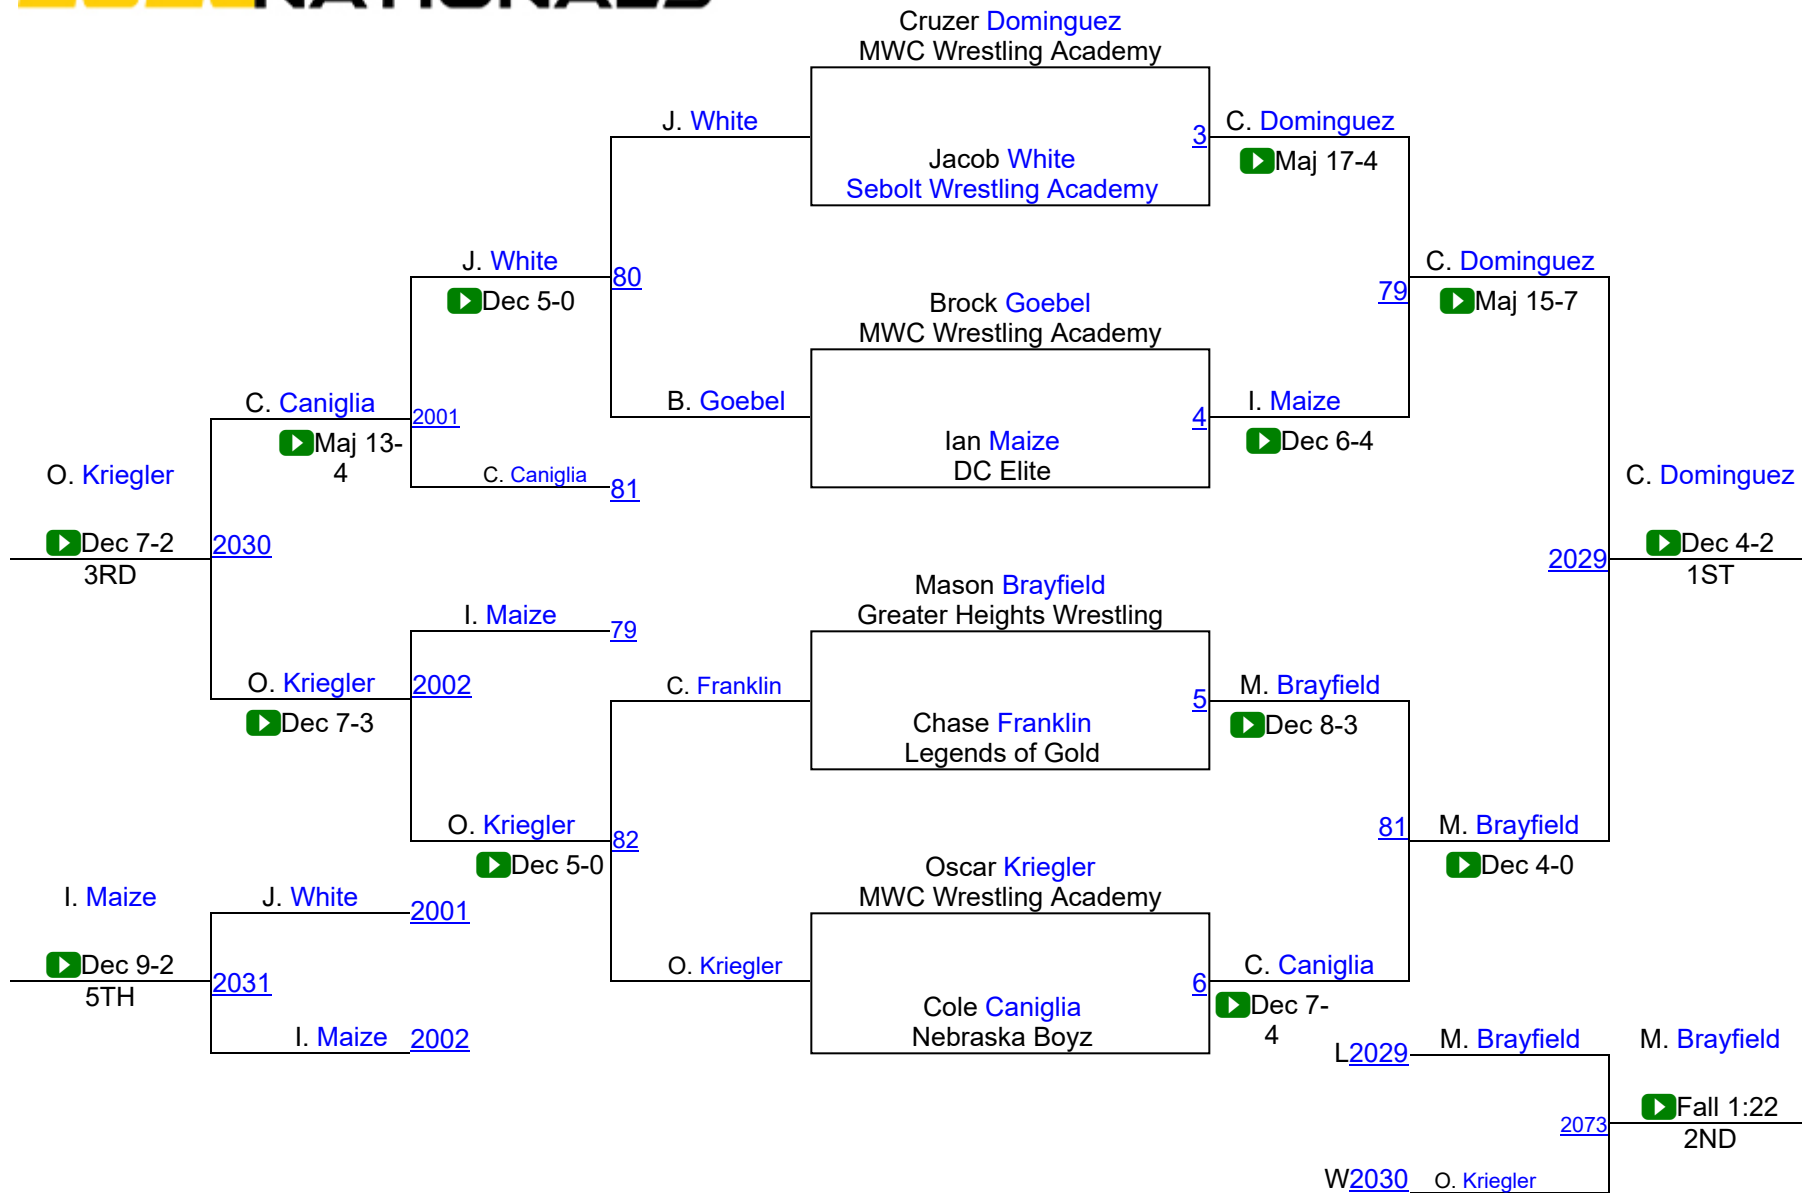 NATIONALS
Cruzer Dominguez
MWC Wrestling Academy
J. White
3
C. Dominguez
Maj 17-4
Jacob White
Sebolt Wrestling Academy
J. White
80
Dec 5-0
C. Dominguez
79
Maj 15-7
Brock Goebel
MWC Wrestling Academy
C. Caniglia
2001
Maj 13-
4
B. Goebel
4
I. Maize
Dec 6-4
Ian Maize
DC Elite
O. Kriegler
C. Caniglia
81
C. Dominguez
Dec 7-2
2030
3RD
2029
Dec 4-2
1ST
Mason Brayfield
Greater Heights Wrestling
I. Maize
79
O. Kriegler
2002
Dec 7-3
C. Franklin
5
M. Brayfield
Dec 8-3
Chase Franklin
Legends of Gold
O. Kriegler
82
Dec 5-0
81
M. Brayfield
Dec 4-0
Oscar Kriegler
MWC Wrestling Academy
I. Maize
J. White
2001
Dec 9-2
2031
5TH
O. Kriegler
6
C. Caniglia
Dec 7-
4
Cole Caniglia
Nebraska Boyz
I. Maize
2002
L2029
M. Brayfield
M. Brayfield
2073
Fall 1:22
2ND
W2030
O. Kriegler